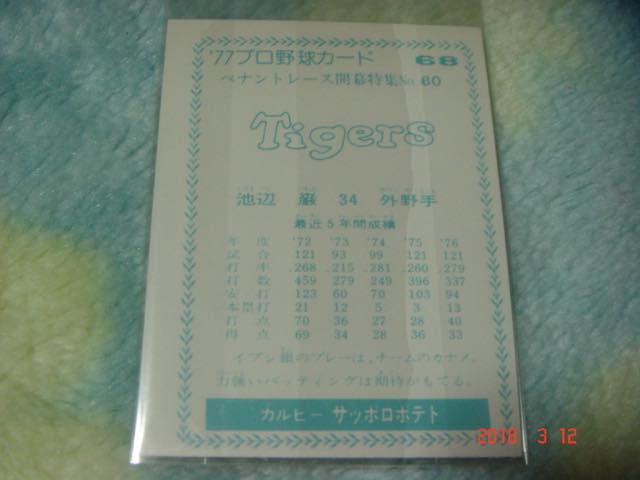 '77プロ野球カード 68
ペナントレース開幕特集No.60
Tigers
池辺 巌 34 外野手
最近5年間成績
年度 '72 '73 '74 '75 '76
試合 121 93 99 121 121
打率 .268 .215 .281 .260 .279
打数 459 279 249 396 337
安打 123 60 70 103 94
本塁打 21 12 5 3 13
打点 70 36 27 28 40
得点 69 34 28 36 33
イブシ銀のプレーは、チームのカナメ。
力強いバッティングは期待がもてる。
カルビー サッポロポテト
2018 3 12